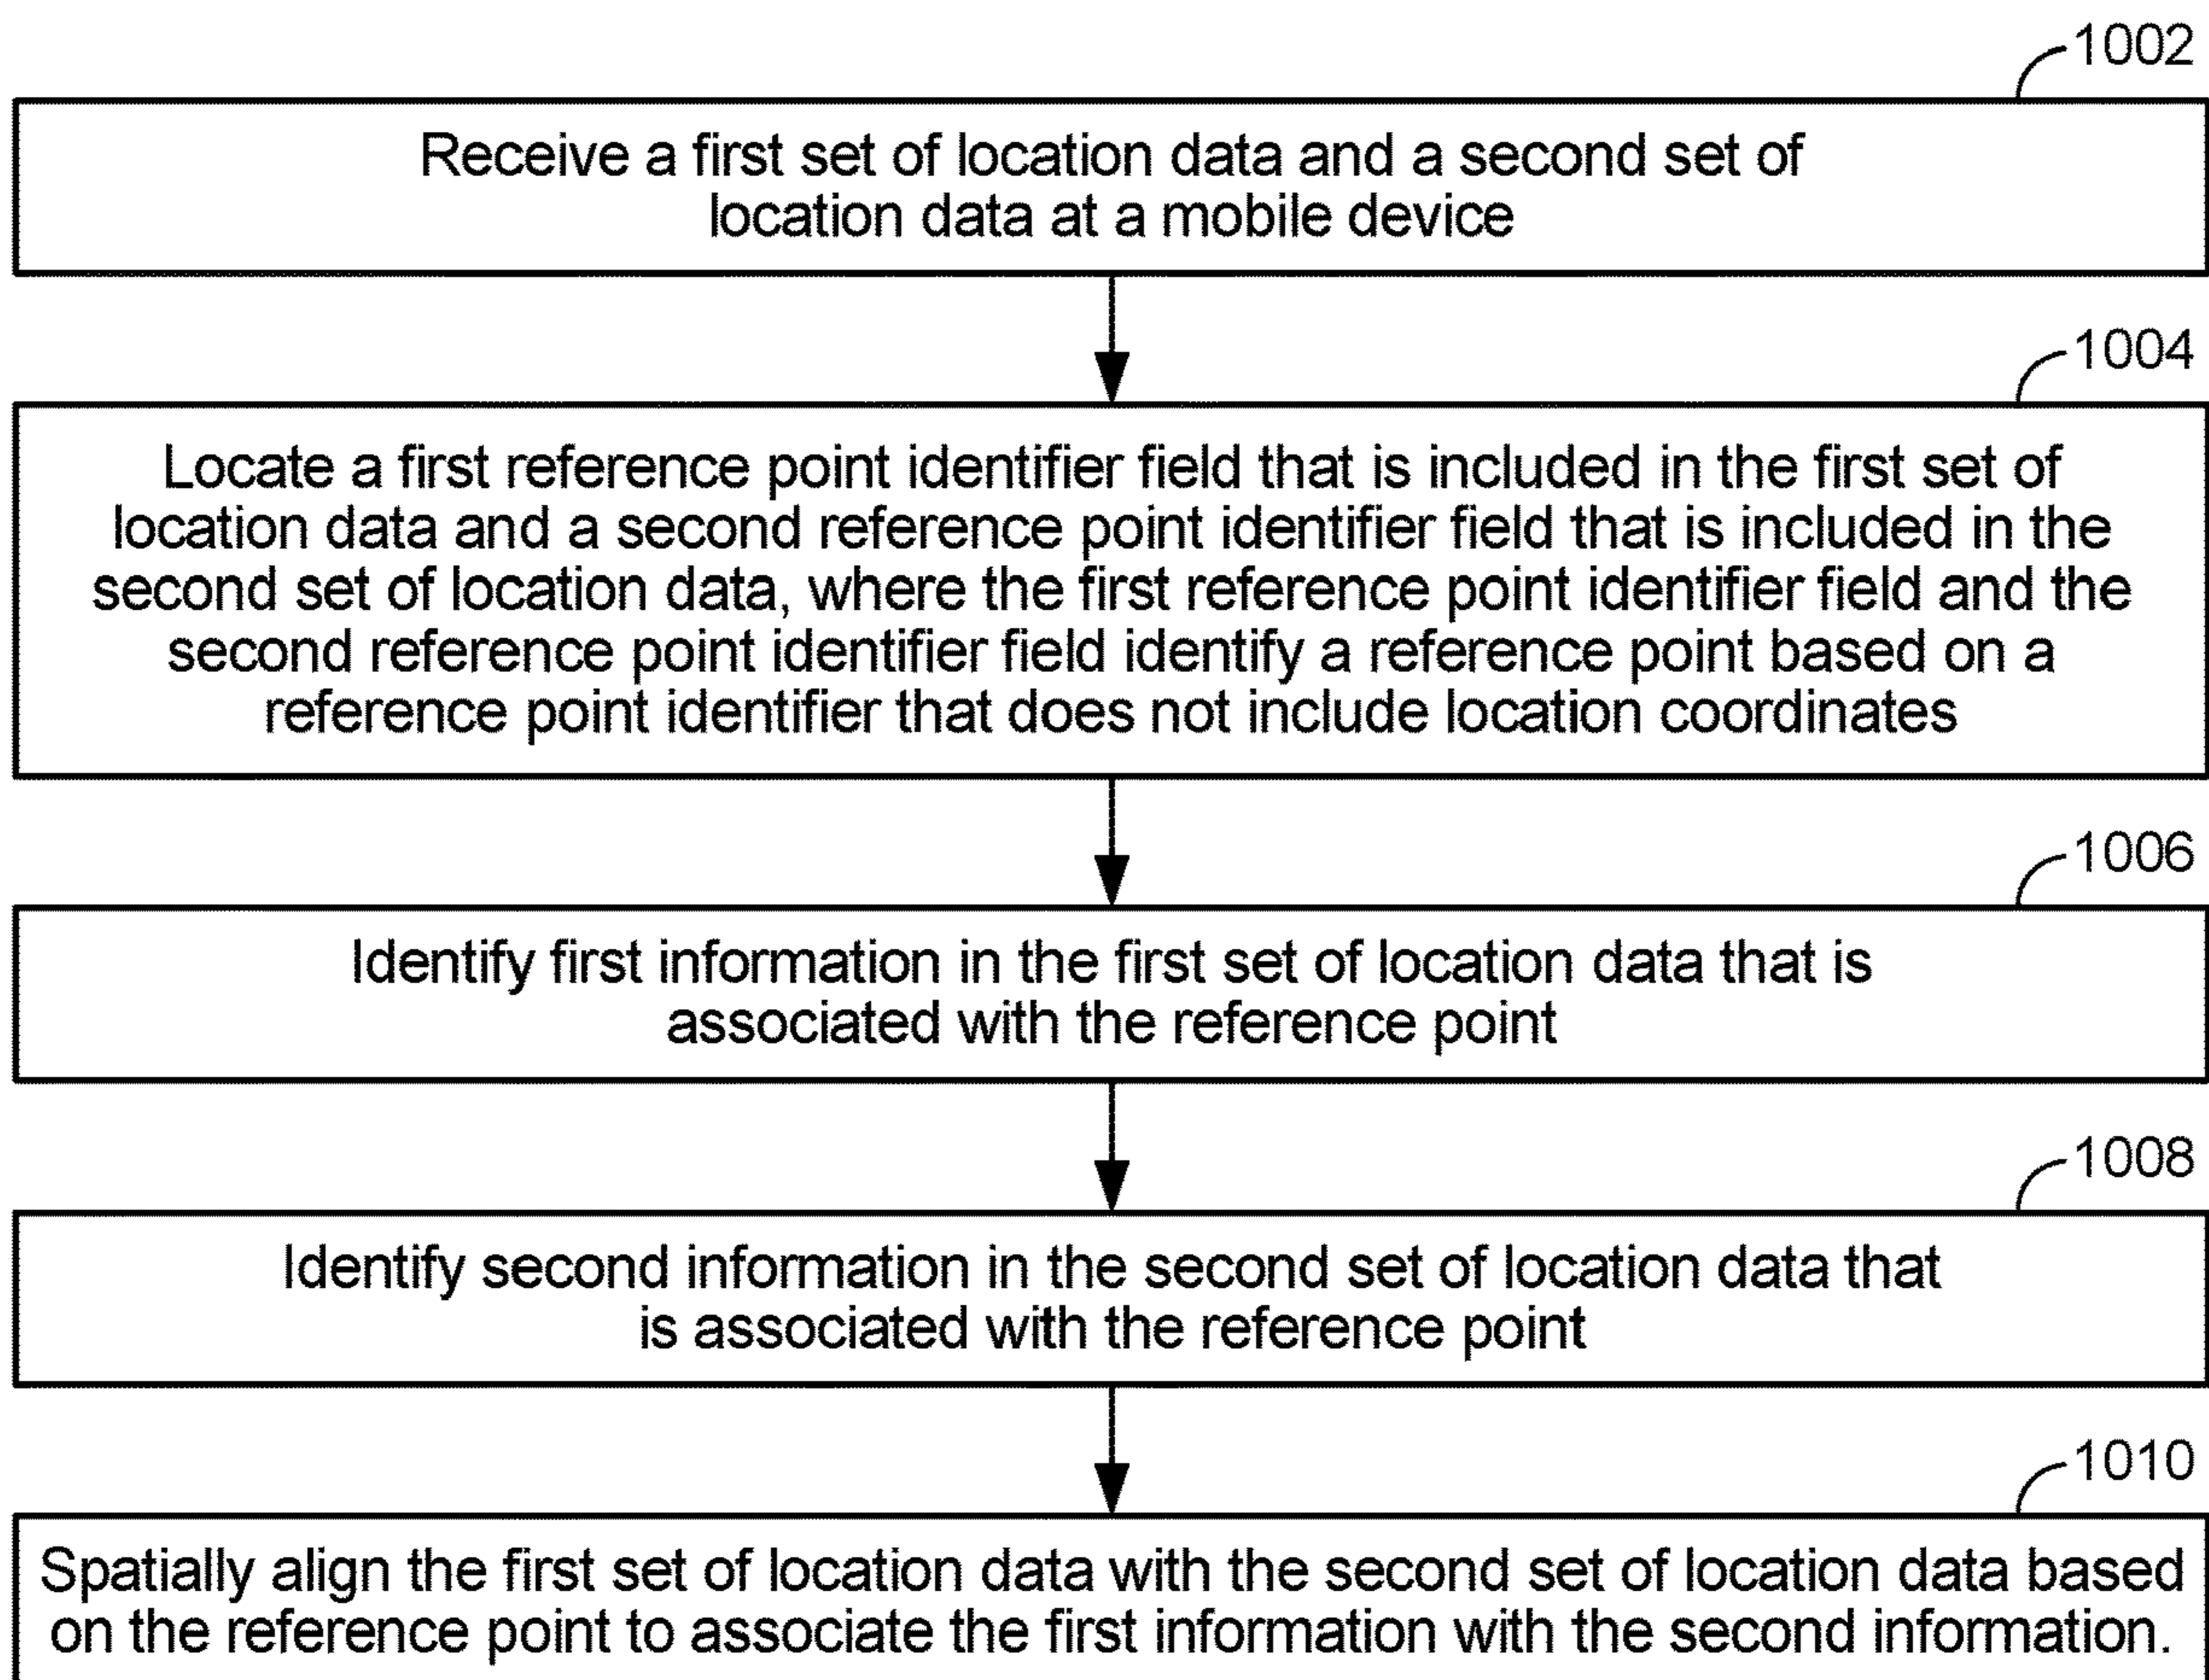 1002
Receive a first set of location data and a second set of
location data at a mobile device
1004
Locate a first reference point identifier field that is included in the first set of
location data and a second reference point identifier field that is included in the
second set of location data, where the first reference point identifier field and the
second reference point identifier field identify a reference point based on a
reference point identifier that does not include location coordinates
1006
Identify first information in the first set of location data that is
associated with the reference point
1008
Identify second information in the second set of location data that
is associated with the reference point
1010
Spatially align the first set of location data with the second set of location data based
on the reference point to associate the first information with the second information.